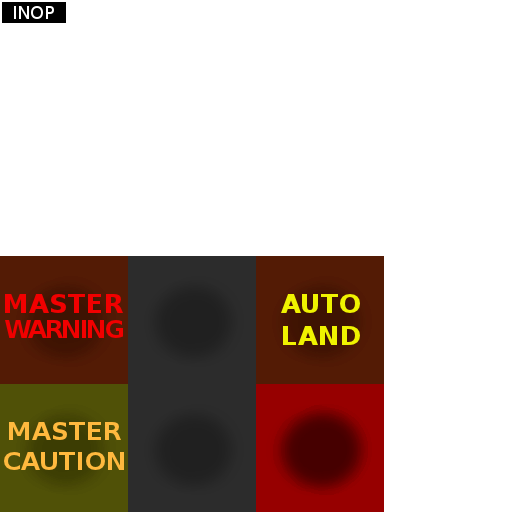 INOP
MASTER
WARNING
AUTO
LAND
MASTER
CAUTION